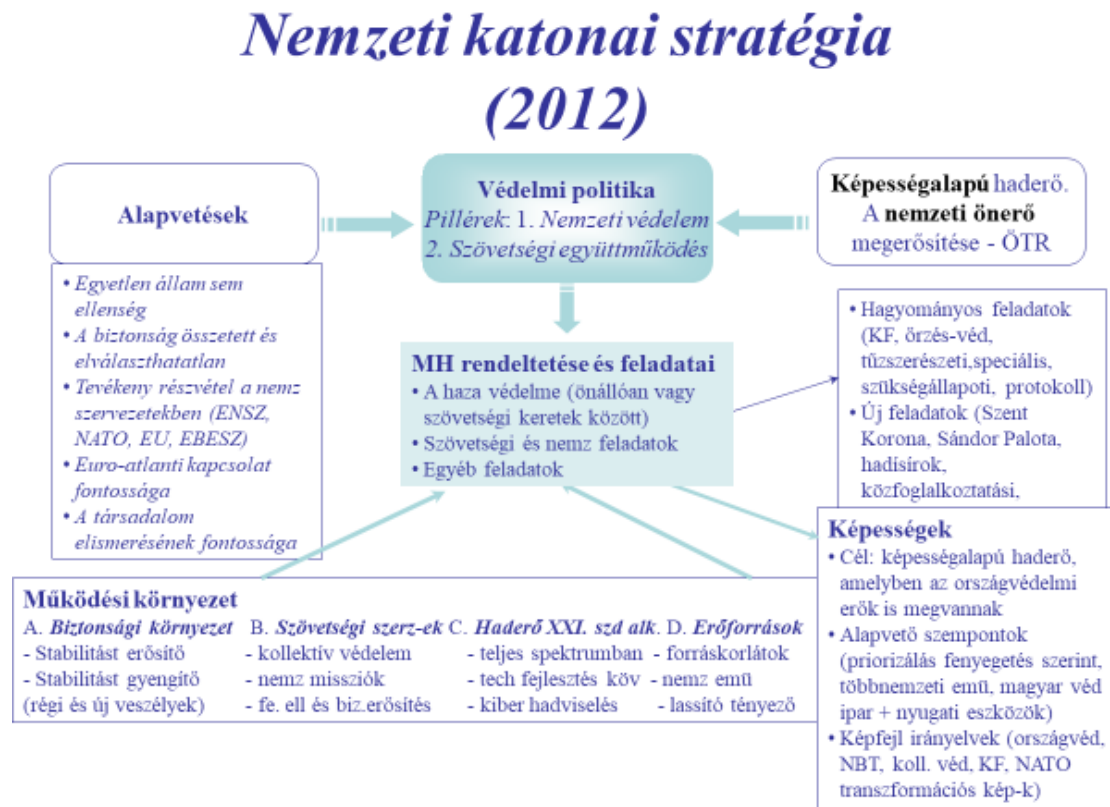 Nemzeti katonai stratégia
(2012)
Alapvetések
Védelmi politika
Pillérek: 1. Nemzeti védelem
2. Szövetségi együttműködés
Képességalapú haderő.
A nemzeti önerő
megerősítése - ÖTR
• Egyetlen állam sem
ellenség
• A biztonság összetett és
elválaszthatatlan
• Tevékeny részvétel a nemz
szervezetekben (ENSZ,
NATO, EU, EBESZ)
• Euro-atlanti kapcsolat
fontossága
• A társadalom
elismerésének fontossága
MH rendeltetése és feladatai
• A haza védelme (önállóan vagy
szövetségi keretek között)
• Szövetségi és nemz feladatok
• Egyéb feladatok
• Hagyományos feladatok
(KF, őrzés-véd,
tűzszerészeti,speciális,
szükségállapoti, protokoll)
• Új feladatok (Szent
Korona, Sándor Palota,
hadisírok,
közfoglalkoztatási,
Működési környezet
A. Biztonsági környezet
- Stabilitást erősítő
- Stabilitást gyengítő
(régi és új veszélyek)
B. Szövetségi szerz-ek
- kollektív védelem
- nemz missziók
- fe. ell és biz.erősítés
C. Haderő XXI. szd alk.
- teljes spektrumban
- tech fejlesztés köv
- kiber hadviselés
D. Erőforrások
- forráskorlátok
- nemz emü
- lassító tényező
Képességek
• Cél: képességalapú haderő,
amelyben az országvédelmi
erők is megvannak
• Alapvető szempontok
(priorizálás fenyegetés szerint,
többnemzeti emü, magyar véd
ipar + nyugati eszközök)
• Képfejl irányelvek (országvéd,
NBT, koll. véd, KF, NATO
transzformációs kép-k)